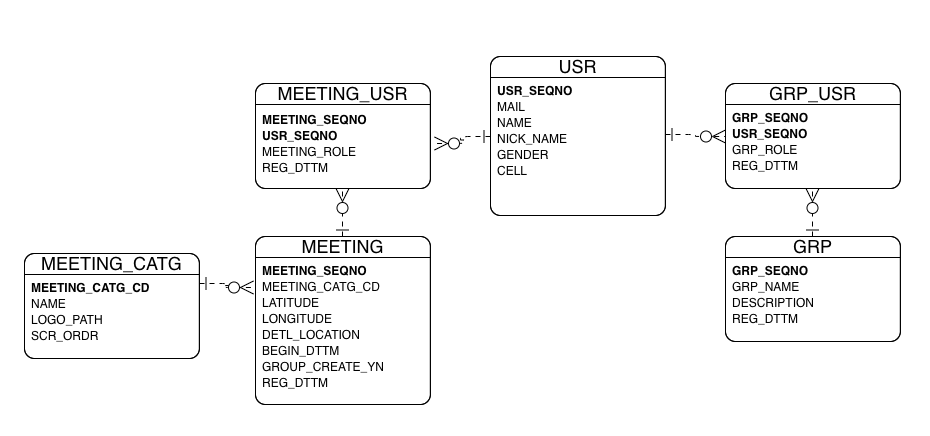 USR
USR_SEQNO
MAIL
NAME
NICK_NAME
GENDER
CELL
MEETING_USR
MEETING_SEQNO
USR_SEQNO
MEETING_ROLE
REG_DTTM
GRP_USR
GRP_SEQNO
USR_SEQNO
GRP_ROLE
REG_DTTM
MEETING_CATG
MEETING_CATG_CD
NAME
LOGO_PATH
SCR_ORDR
MEETING
MEETING_SEQNO
MEETING_CATG_CD
LATITUDE
LONGITUDE
DETL_LOCATION
BEGIN_DTTM
GROUP_CREATE_YN
REG_DTTM
GRP
GRP_SEQNO
GRP_NAME
DESCRIPTION
REG_DTTM